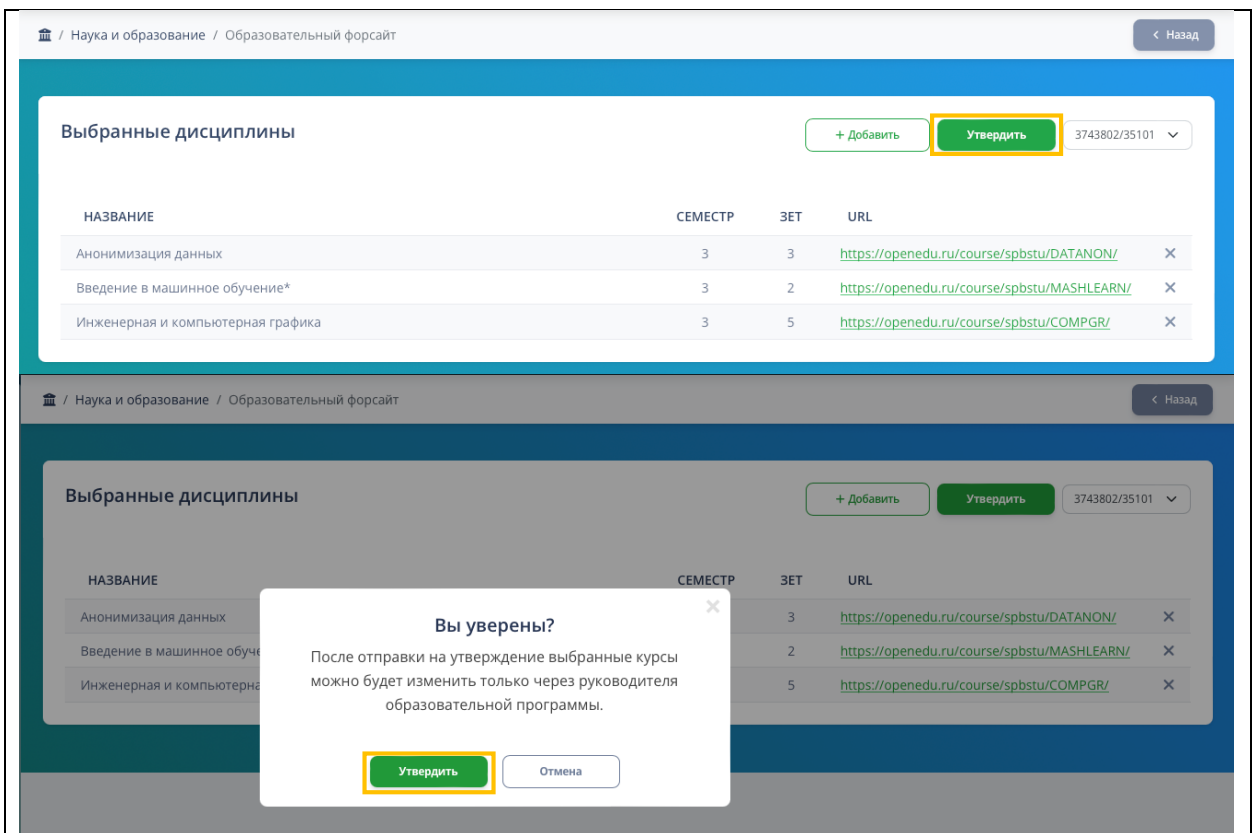 / Наука и образование / Образовательный форсайт < Назад
Выбранные дисциплины + Добавить Утвердить 3743802/35101
НАЗВАНИЕ СЕМЕСТР ЗЕТ URL
Анонимизация данных 3 3 https://openedu.ru/course/spbstu/DATANON/ ×
Введение в машинное обучение* 3 2 https://openedu.ru/course/spbstu/MASHLEARN/ ×
Инженерная и компьютерная графика 3 5 https://openedu.ru/course/spbstu/COMPGR/ ×
/ Наука и образование / Образовательный форсайт < Назад
Выбранные дисциплины + Добавить Утвердить 3743802/35101
НАЗВАНИЕ СЕМЕСТР ЗЕТ URL
Анонимизация данных 3 https://openedu.ru/course/spbstu/DATANON/ ×
Введение в машинное обуче 2 https://openedu.ru/course/spbstu/MASHLEARN/ ×
Инженерная и компьютерна 5 https://openedu.ru/course/spbstu/COMPGR/ ×
Вы уверены?
После отправки на утверждение выбранные курсы
можно будет изменить только через руководителя
образовательной программы.
Утвердить Отмена